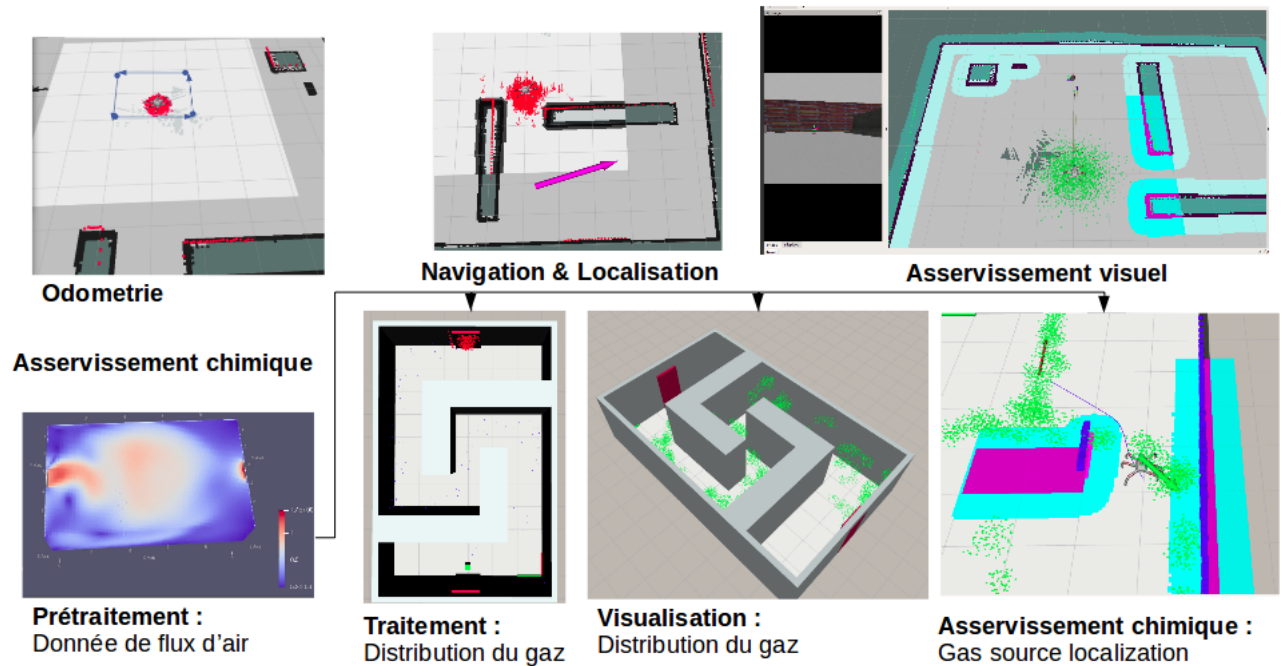 Odometrie
Navigation & Localisation
Asservissement visuel
Asservissement chimique
Prétraitement :
Donnée de flux d'air
Traitement :
Distribution du gaz
Visualisation :
Distribution du gaz
Asservissement chimique :
Gas source localization